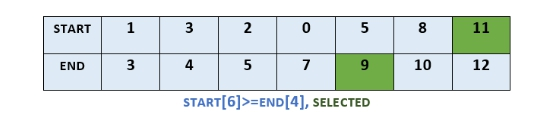 START 1 3 2 0 5 8 11
END 3 4 5 7 9 10 12
START[6]>=END[4], SELECTED